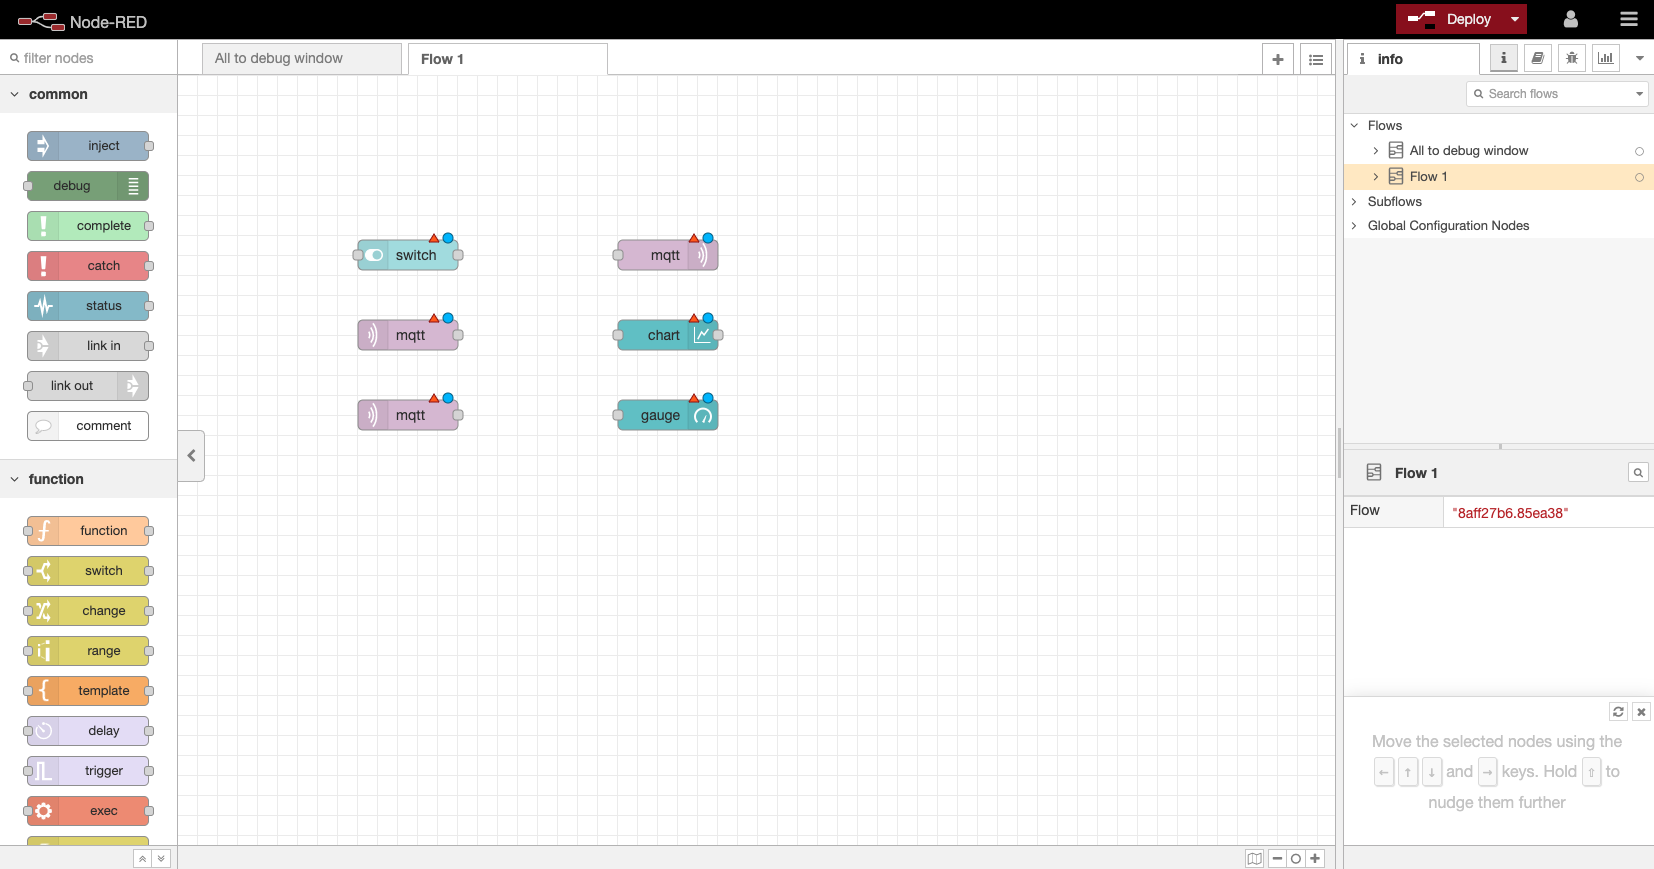 Node-RED
Deploy
filter nodes
All to debug window
Flow 1
info
Search flows
common
inject
debug
complete
catch
status
link in
link out
comment
function
function
switch
change
range
template
delay
trigger
exec
switch
mqtt
mqtt
chart
mqtt
gauge
Flows
All to debug window
Flow 1
Subflows
Global Configuration Nodes
Flow 1
Flow "8aff27b6.85ea38"
Move the selected nodes using the
← ↑ ↓ and → keys. Hold ⇧ to
nudge them further